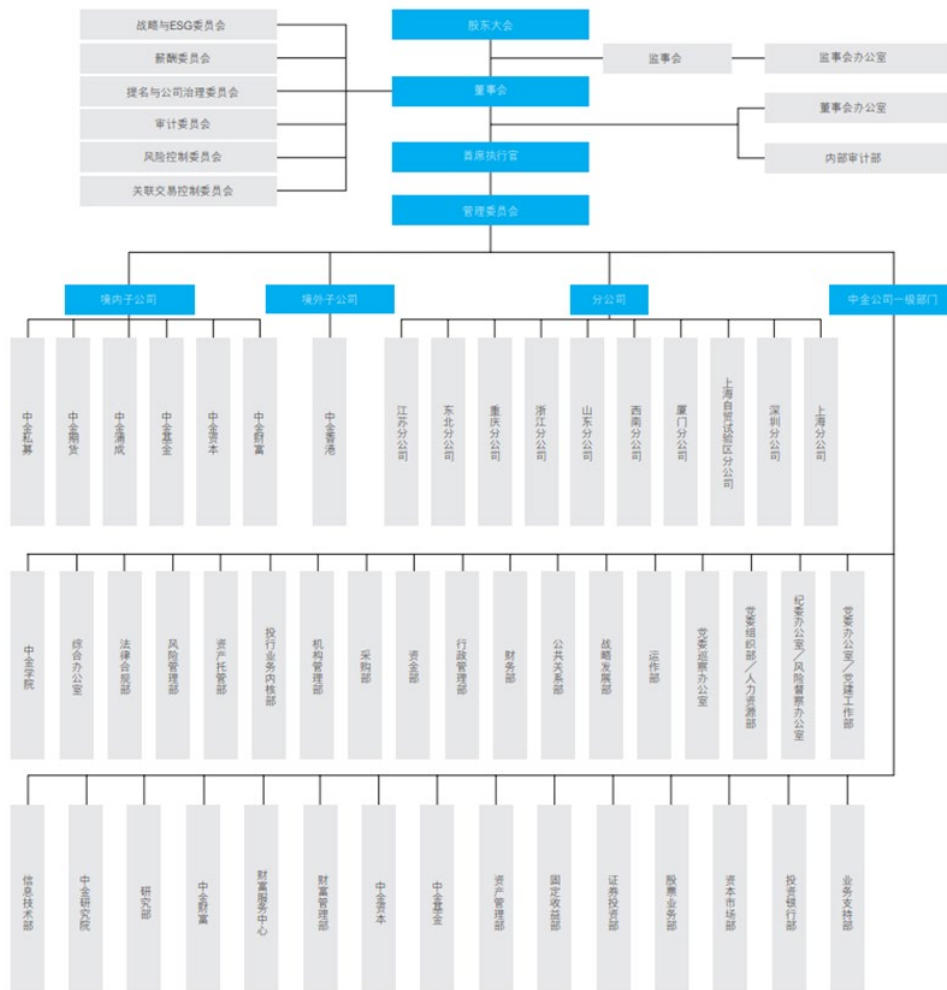 战略与ESG委员会
薪酬委员会
提名与公司治理委员会
审计委员会
风险控制委员会
关联交易控制委员会
股东大会
监事会
监事会办公室
董事会
董事会办公室
内部审计部
首席执行官
管理委员会
境内子公司
境外子公司
分公司
中金公司一级部门
中金私募
中金期货
中金浦成
中金基金
中金资本
中金财富
中金香港
江苏分公司
东北分公司
重庆分公司
浙江分公司
山东分公司
西南分公司
厦门分公司
上海自贸试验区分公司
深圳分公司
上海分公司
中金学院
综合办公室
法律合规部
风险管理部
资产托管部
投行业务内核部
机构管理部
采购部
资金部
行政管理部
财务部
公共关系部
战略发展部
运作部
党委巡察办公室
党委组织部／人力资源部
纪委办公室／风险督察办公室
党委办公室／党建工作部
信息技术部
中金研究院
研究部
中金财富
财富服务中心
财富管理部
中金资本
中金基金
资产管理部
固定收益部
证券投资部
股票业务部
资本市场部
投资银行部
业务支持部